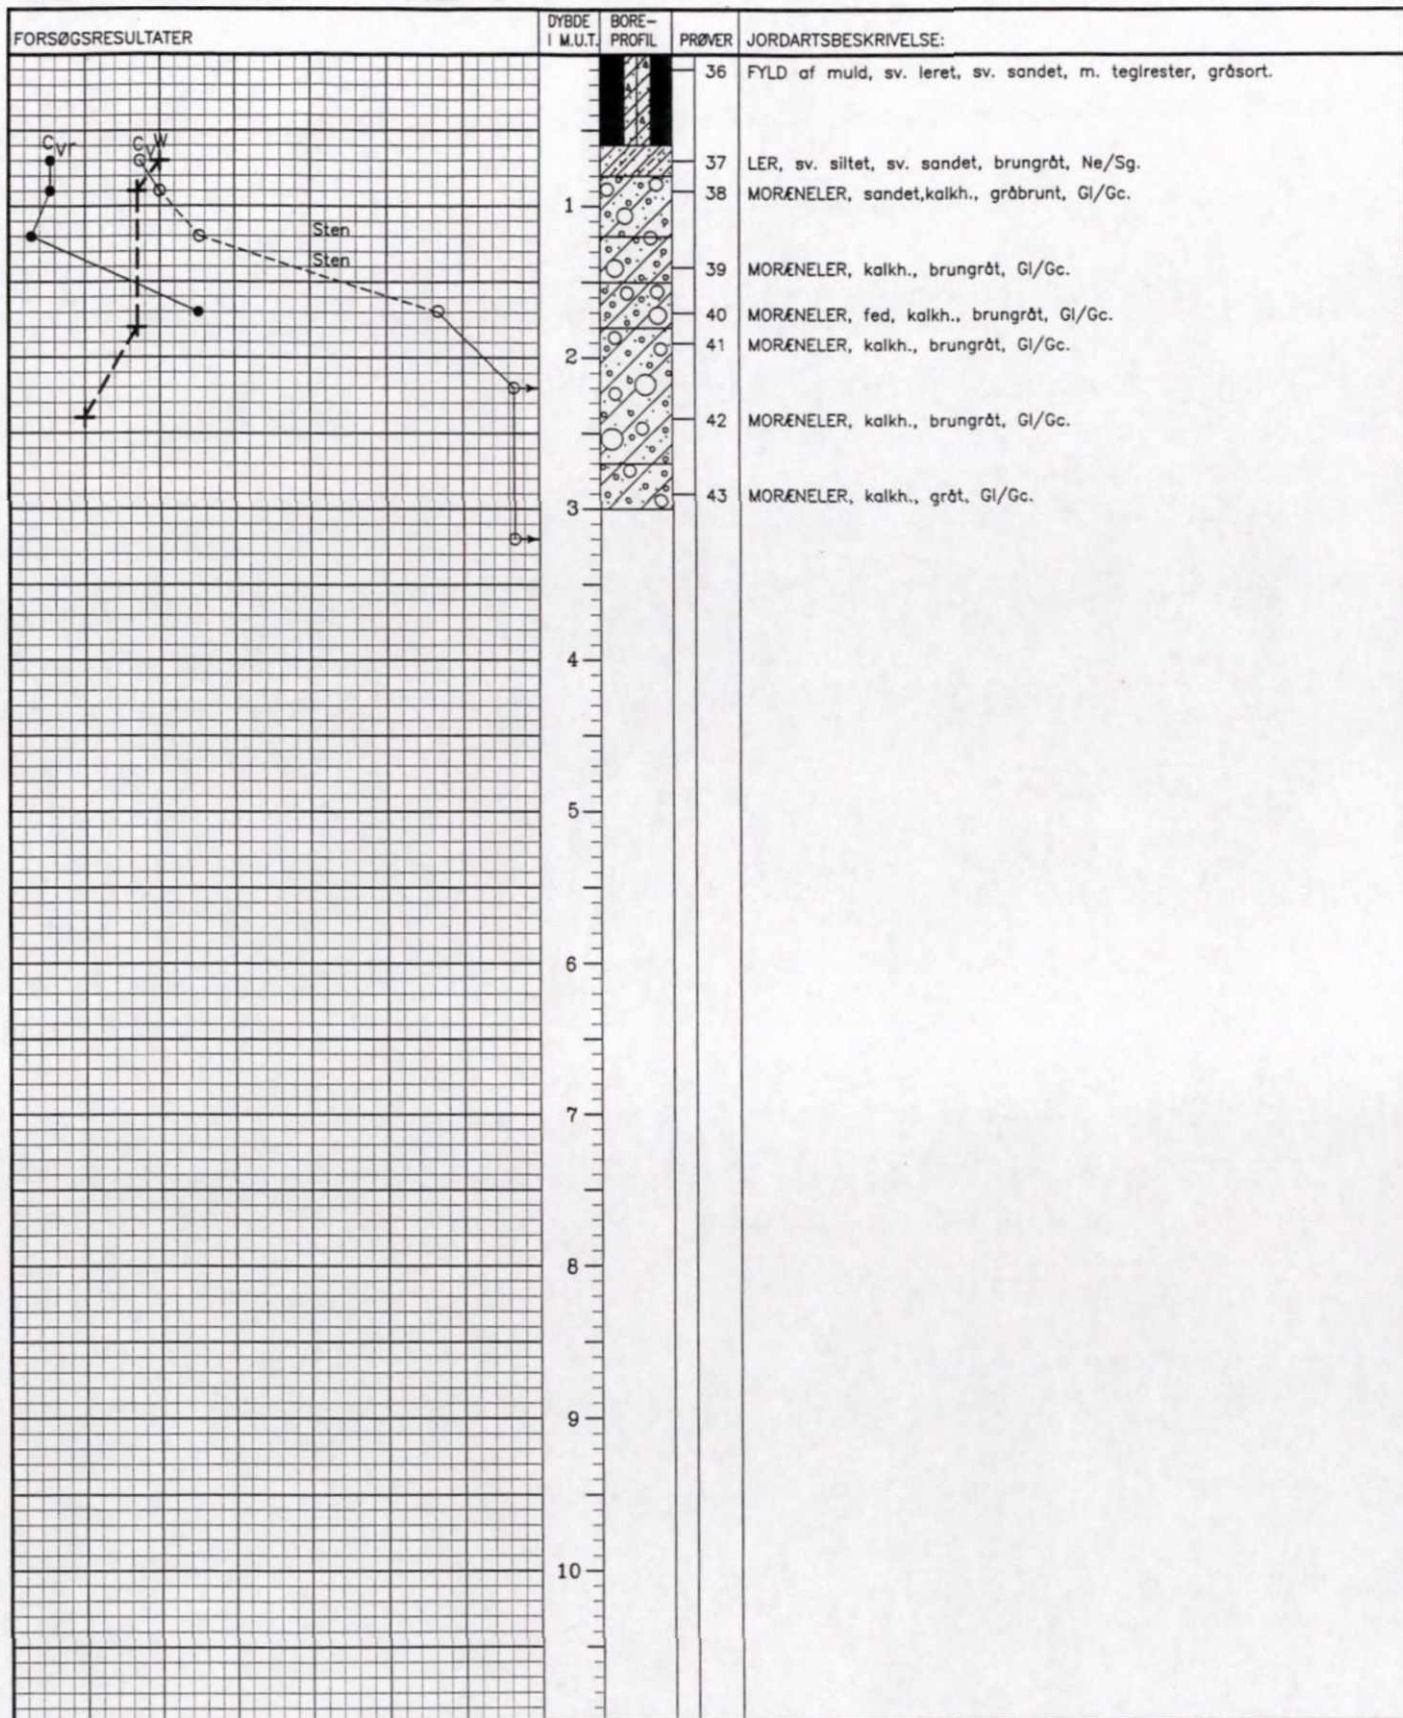 FORSØGSRESULTATER
DYBDE I M.U.T.
BORE-PROFIL
PRØVER
JORDARTSBESKRIVELSE:
36 FYLD af muld, sv. leret, sv. sandet, m. teglrester, gråsort.
Cvr Cv W
37 LER, sv. siltet, sv. sandet, brungråt, Ne/Sg.
38 MORÆNELER, sandet,kalkh., gråbrunt, Gl/Gc.
1
Sten
Sten
39 MORÆNELER, kalkh., brungråt, Gl/Gc.
40 MORÆNELER, fed, kalkh., brungråt, Gl/Gc.
41 MORÆNELER, kalkh., brungråt, Gl/Gc.
2
42 MORÆNELER, kalkh., brungråt, Gl/Gc.
43 MORÆNELER, kalkh., gråt, Gl/Gc.
3
4
5
6
7
8
9
10